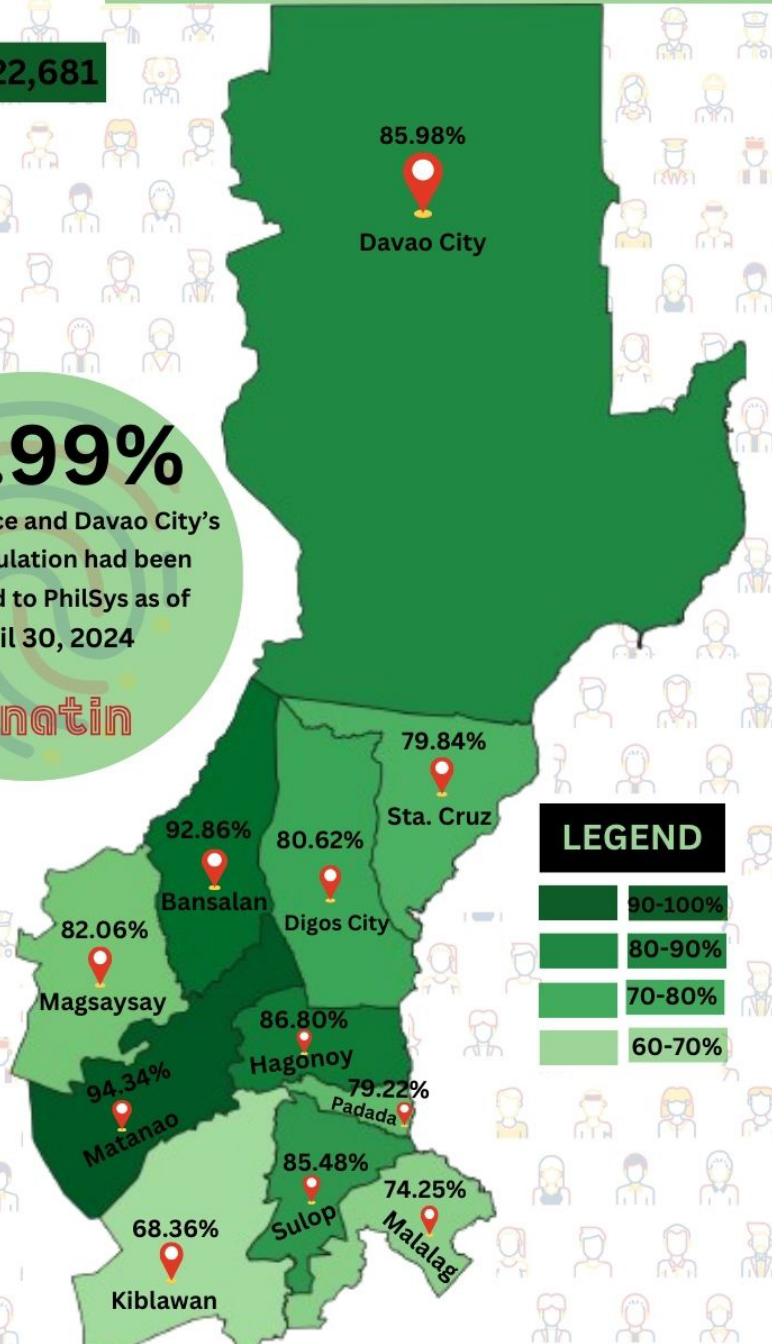 22,681
85.98%
Davao City
.99%
and Davao City's
had been
to PhilSys as of
30, 2024
natin
79.84%
Sta. Cruz
92.86%
Bansalan
80.62%
Digos City
LEGEND
90-100%
80-90%
70-80%
60-70%
82.06%
Magsaysay
86.80%
Hagonoy
94.34%
Matanao
79.22%
Padada
85.48%
Sulop
74.25%
Malalag
68.36%
Kiblawan